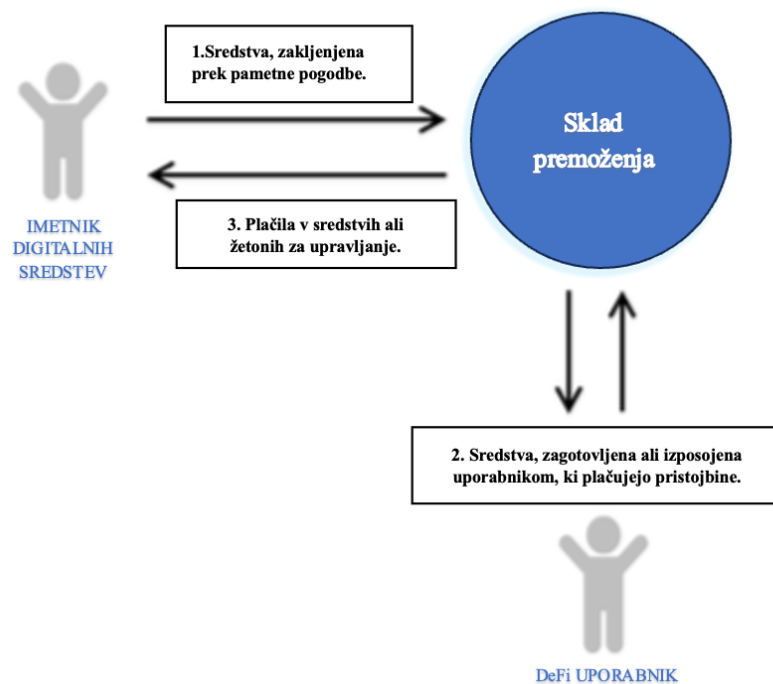 1.Sredstva, zakljenjena
prek pametne pogodbe.
Sklad
premoženja
IMETNIK
DIGITALNIH
SREDSTEV
3. Plačila v sredstvih ali
žetonih za upravljanje.
2. Sredstva, zagotovljena ali izposojena
uporabnikom, ki plačujejo pristojbine.
DeFi UPORABNIK